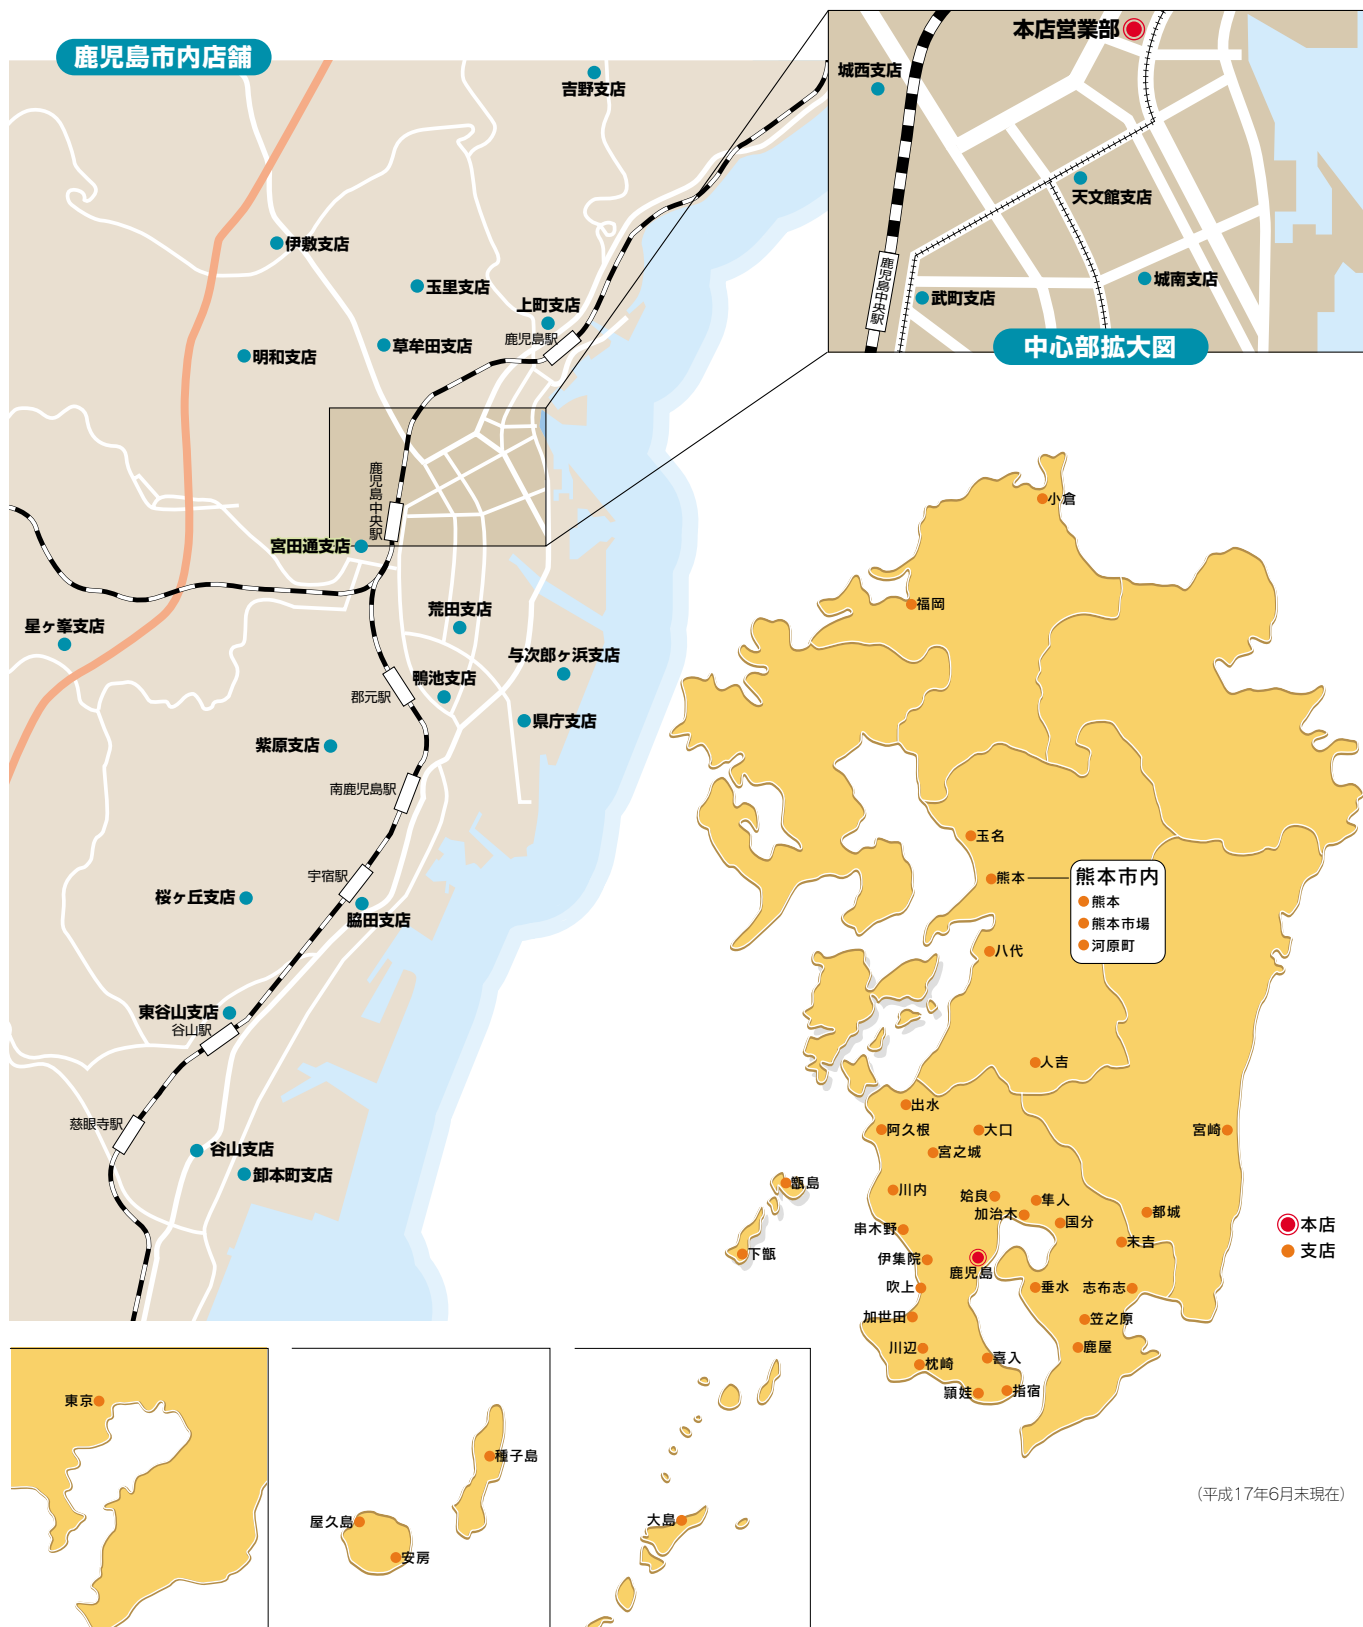 鹿児島市内店舗
吉野支店
伊敷支店
玉里支店
上町支店
鹿児島駅
草牟田支店
明和支店
鹿児島中央駅
宮田通支店
星ヶ峯支店
荒田支店
与次郎ヶ浜支店
鴨池支店
郡元駅
県庁支店
紫原支店
南鹿児島駅
宇宿駅
桜ヶ丘支店
脇田支店
東谷山支店
谷山駅
慈眼寺駅
谷山支店
卸本町支店
本店営業部
城西支店
天文館支店
城南支店
鹿児島中央駅
武町支店
中心部拡大図
小倉
福岡
玉名
熊本
熊本市内
熊本
熊本市場
河原町
八代
人吉
出水
阿久根
大口
宮之城
宮崎
甑島
川内
姶良
隼人
加治木
国分
都城
串木野
末吉
下甑
伊集院
鹿児島
吹上
垂水
志布志
加世田
笠之原
川辺
鹿屋
枕崎
喜入
頴娃
指宿
本店
支店
東京
種子島
屋久島
安房
大島
(平成17年6月末現在)